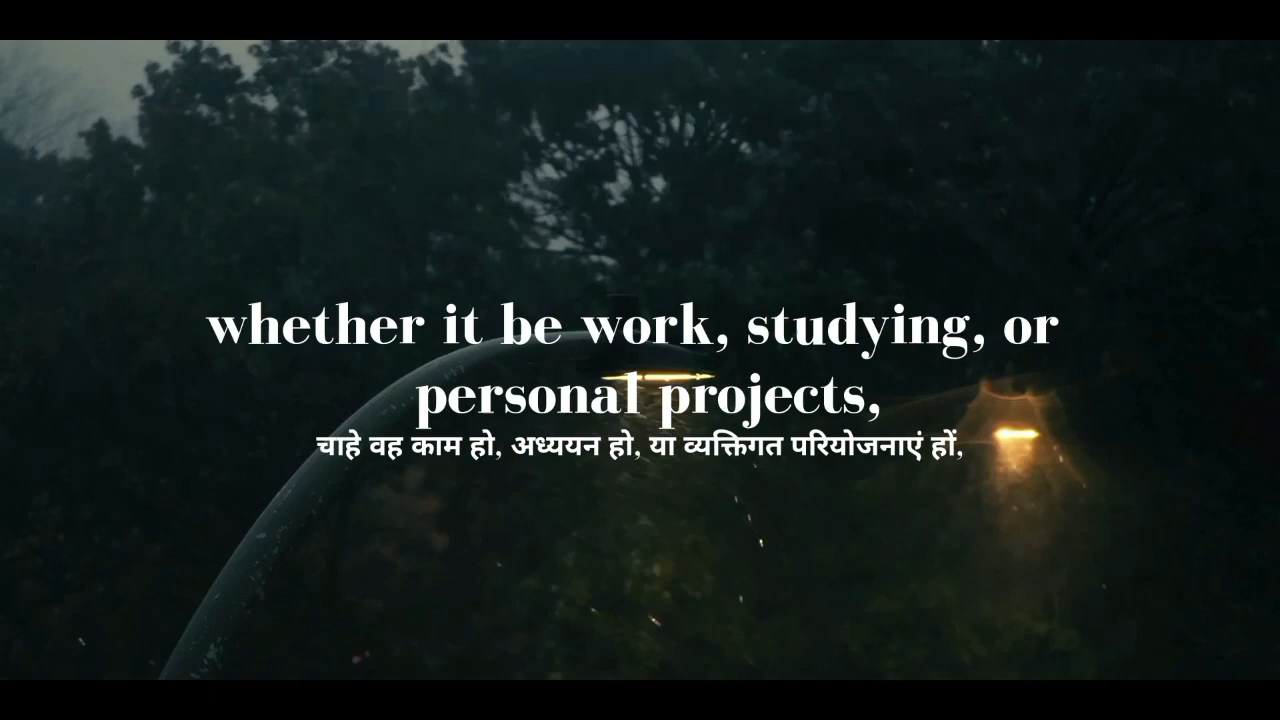 whether it be work, studying, or
personal projects,
चाहे वह काम हो, अध्ययन हो, या व्यक्तिगत परियोजनाएं हों,